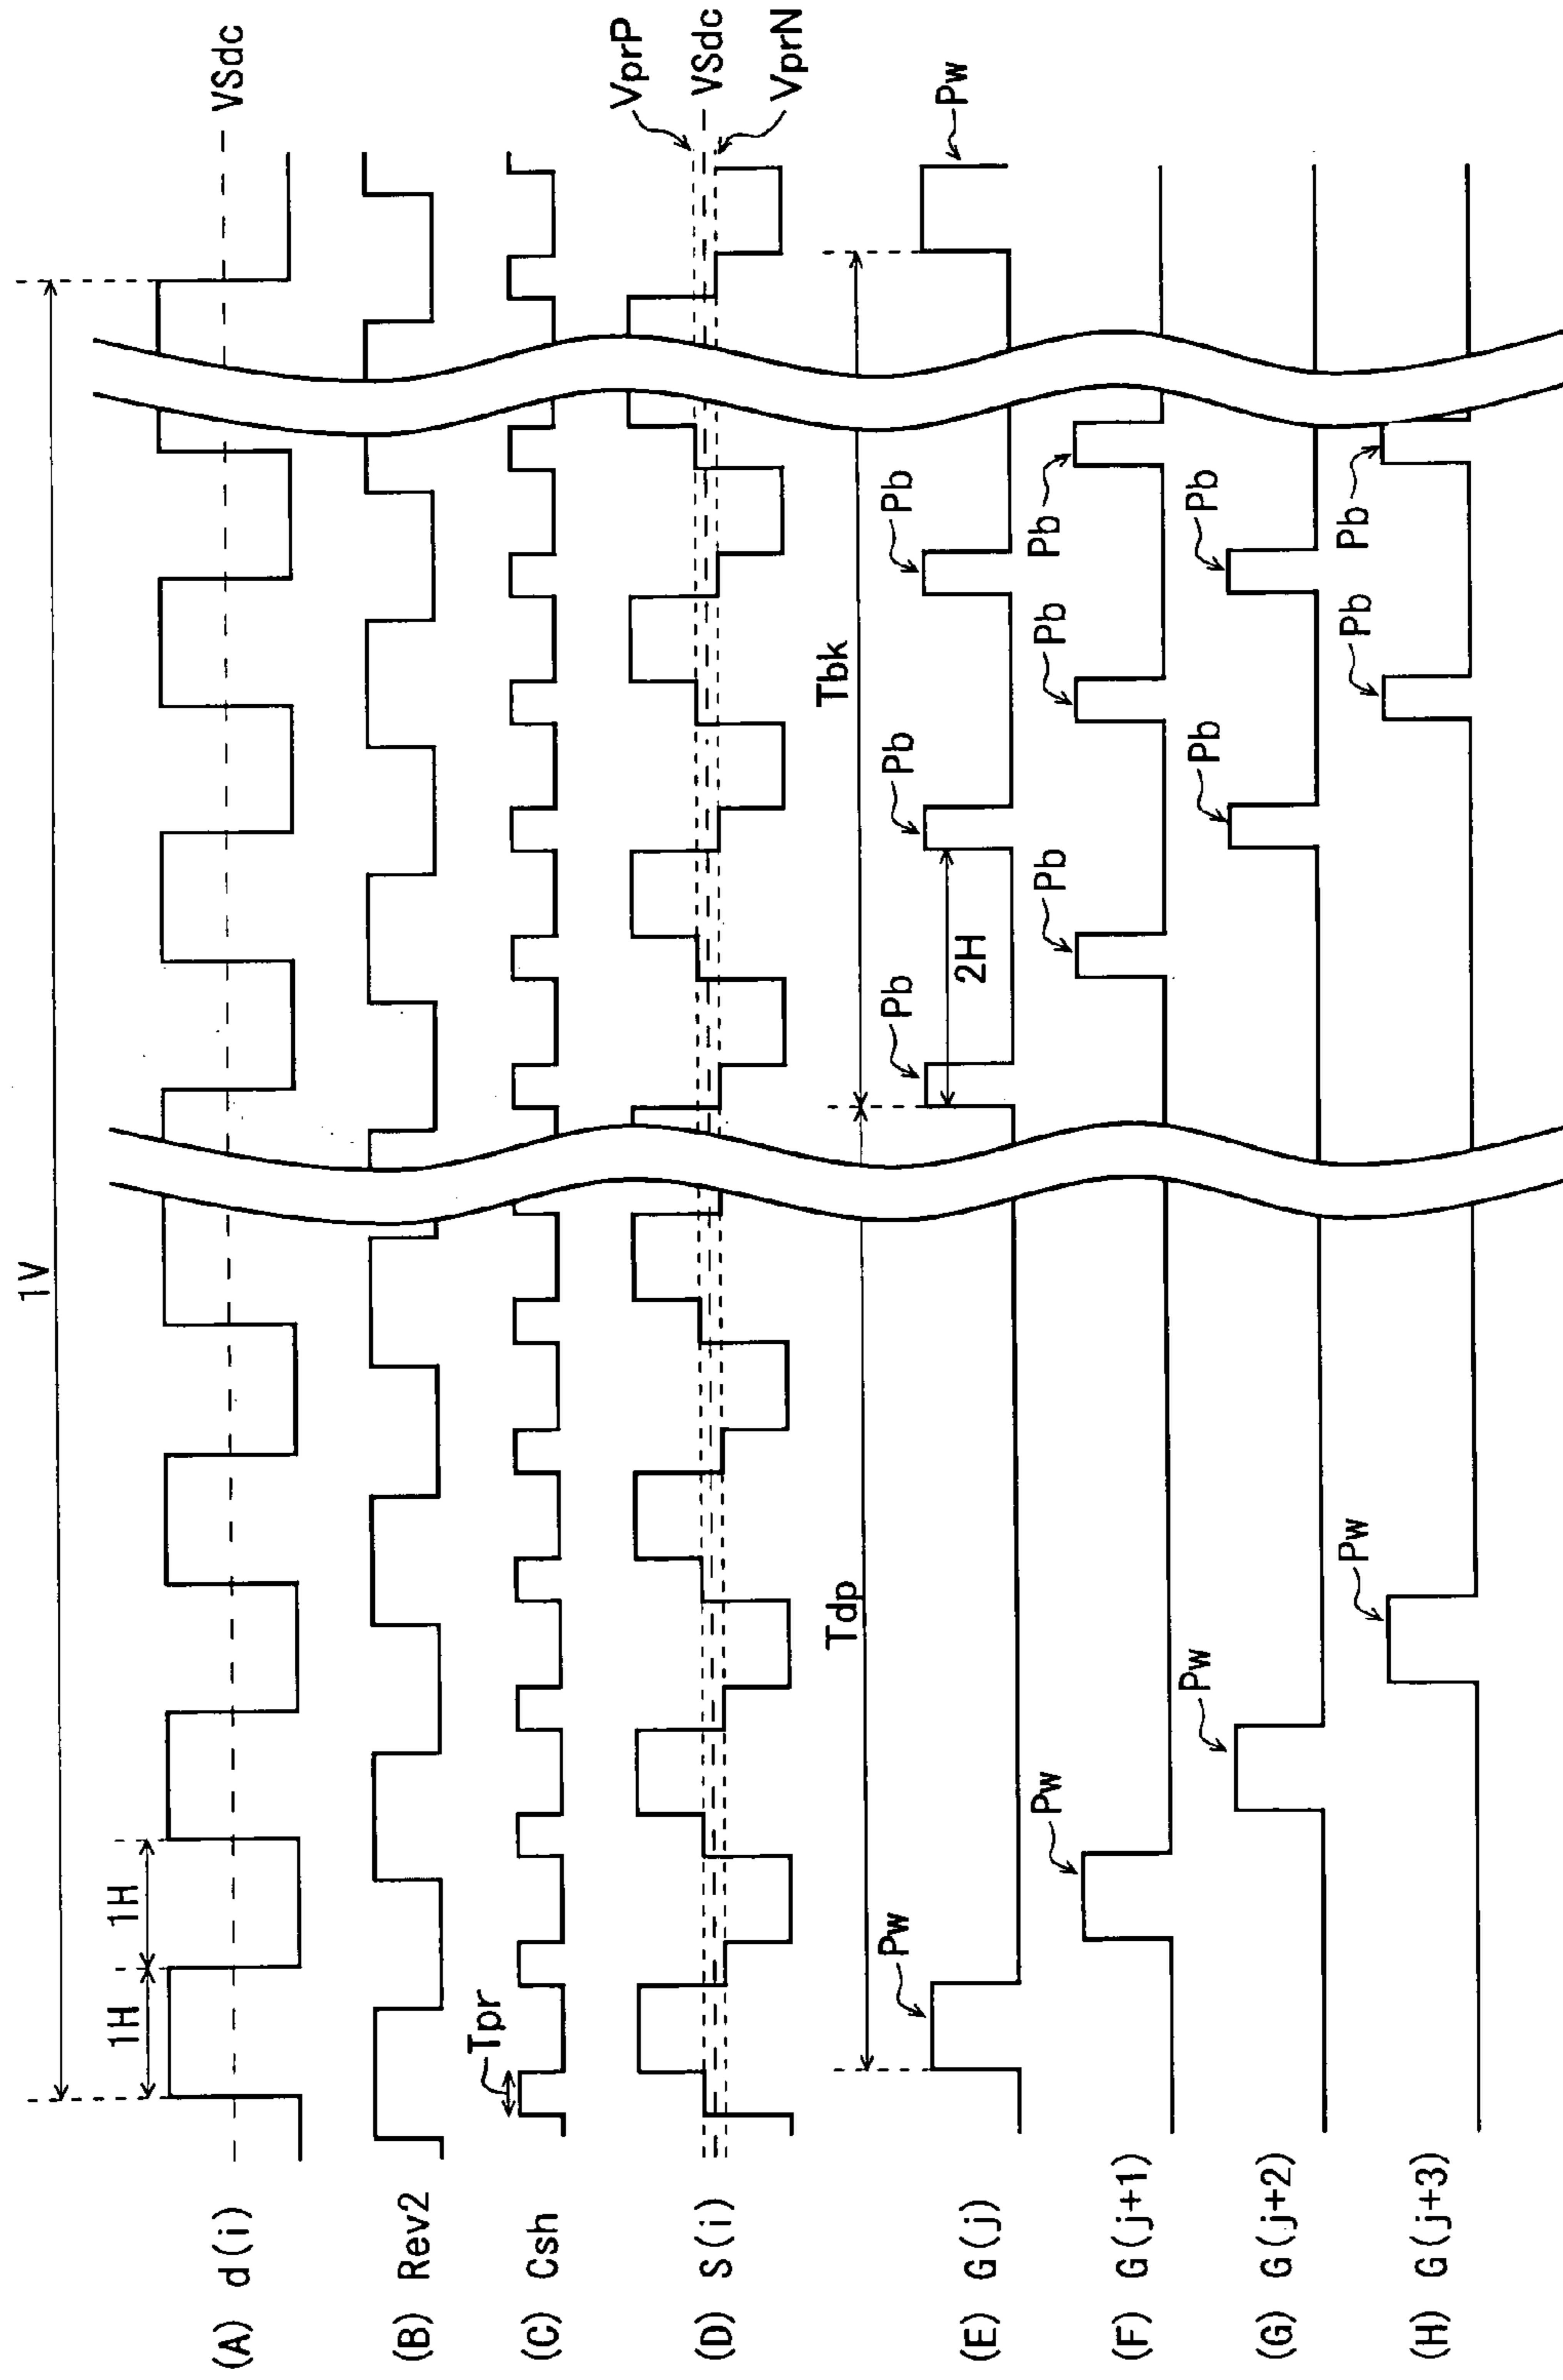 1V
1H 1H
(A) d(i) VSdc
(B) Rev2
(C) Csh Tpr
(D) S(i) VprP
VSdc
VprN
Tdp Tbk
(E) G(j) Pw Pb 2H Pb Pb Pw
(F) G(j+1) Pw Pb Pb Pb
(G) G(j+2) Pw Pb Pb
(H) G(j+3) Pw Pb Pb